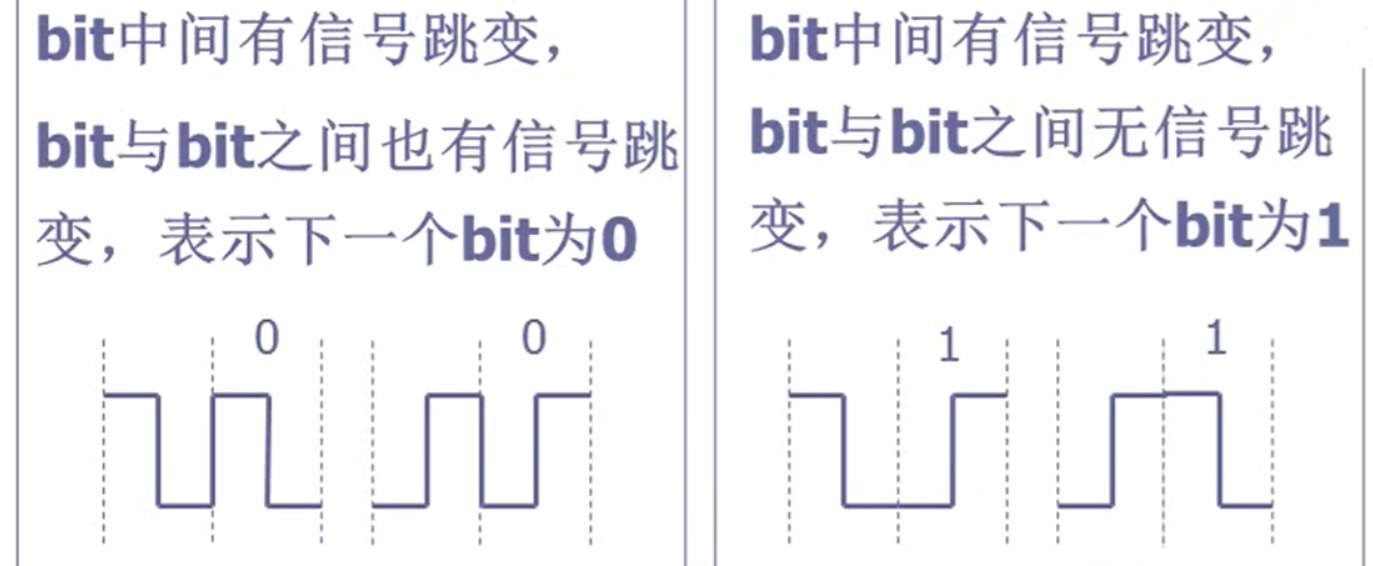 bit中间有信号跳变，
bit与bit之间也有信号跳
变，表示下一个bit为0
0 0
bit中间有信号跳变，
bit与bit之间无信号跳
变，表示下一个bit为1
1 1